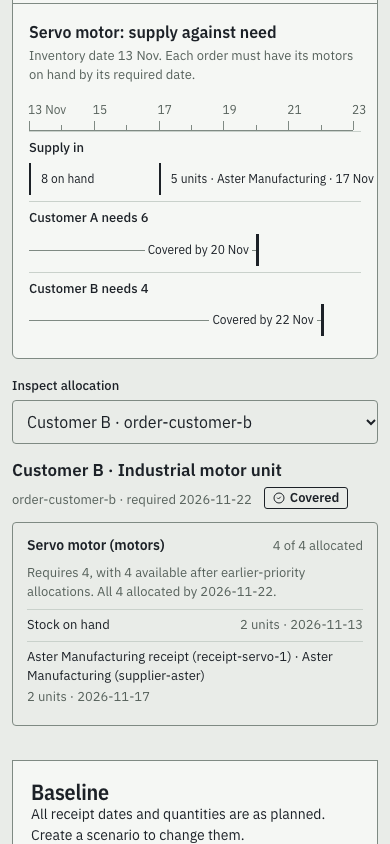 Servo motor: supply against need
Inventory date 13 Nov. Each order must have its motors
on hand by its required date.
13 Nov 15 17 19 21 23
Supply in
8 on hand 5 units · Aster Manufacturing · 17 Nov
Customer A needs 6
Covered by 20 Nov
Customer B needs 4
Covered by 22 Nov
Inspect allocation
Customer B · order-customer-b
Customer B · Industrial motor unit
order-customer-b · required 2026-11-22 Covered
Servo motor (motors) 4 of 4 allocated
Requires 4, with 4 available after earlier-priority
allocations. All 4 allocated by 2026-11-22.
Stock on hand 2 units · 2026-11-13
Aster Manufacturing receipt (receipt-servo-1) · Aster
Manufacturing (supplier-aster)
2 units · 2026-11-17
Baseline
All receipt dates and quantities are as planned.
Create a scenario to change them.